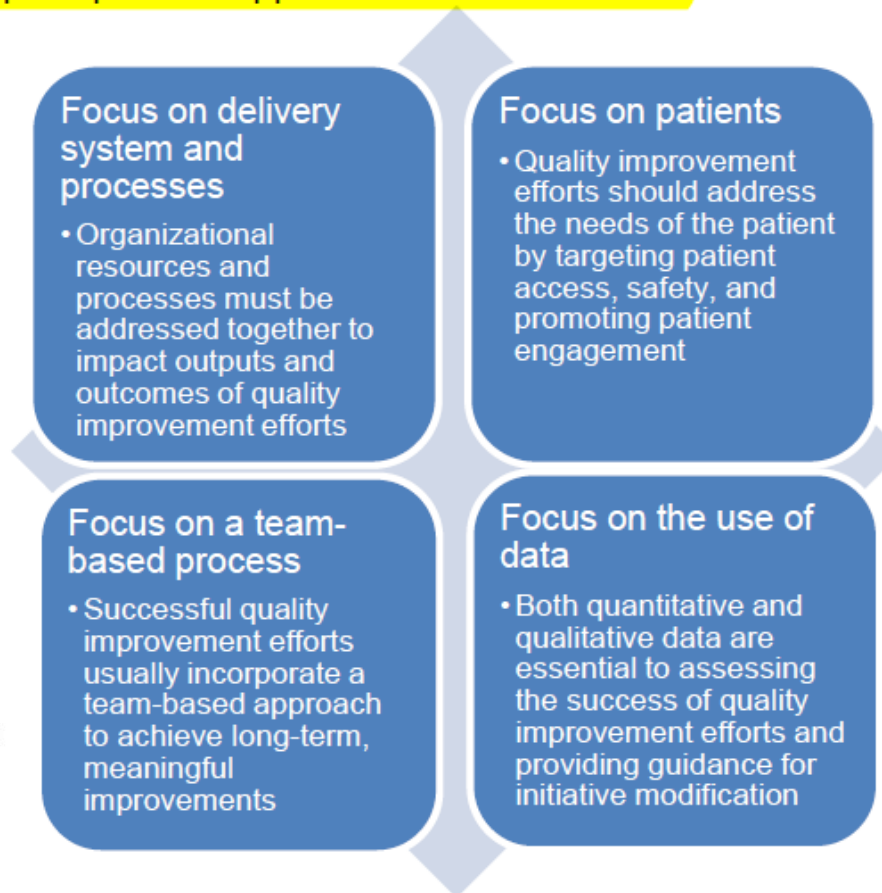 Focus on delivery
system and
processes
• Organizational
resources and
processes must be
addressed together to
impact outputs and
outcomes of quality
improvement efforts
Focus on patients
• Quality improvement
efforts should address
the needs of the patient
by targeting patient
access, safety, and
promoting patient
engagement
Focus on a team-
based process
• Successful quality
improvement efforts
usually incorporate a
team-based approach
to achieve long-term,
meaningful
improvements
Focus on the use of
data
• Both quantitative and
qualitative data are
essential to assessing
the success of quality
improvement efforts and
providing guidance for
initiative modification